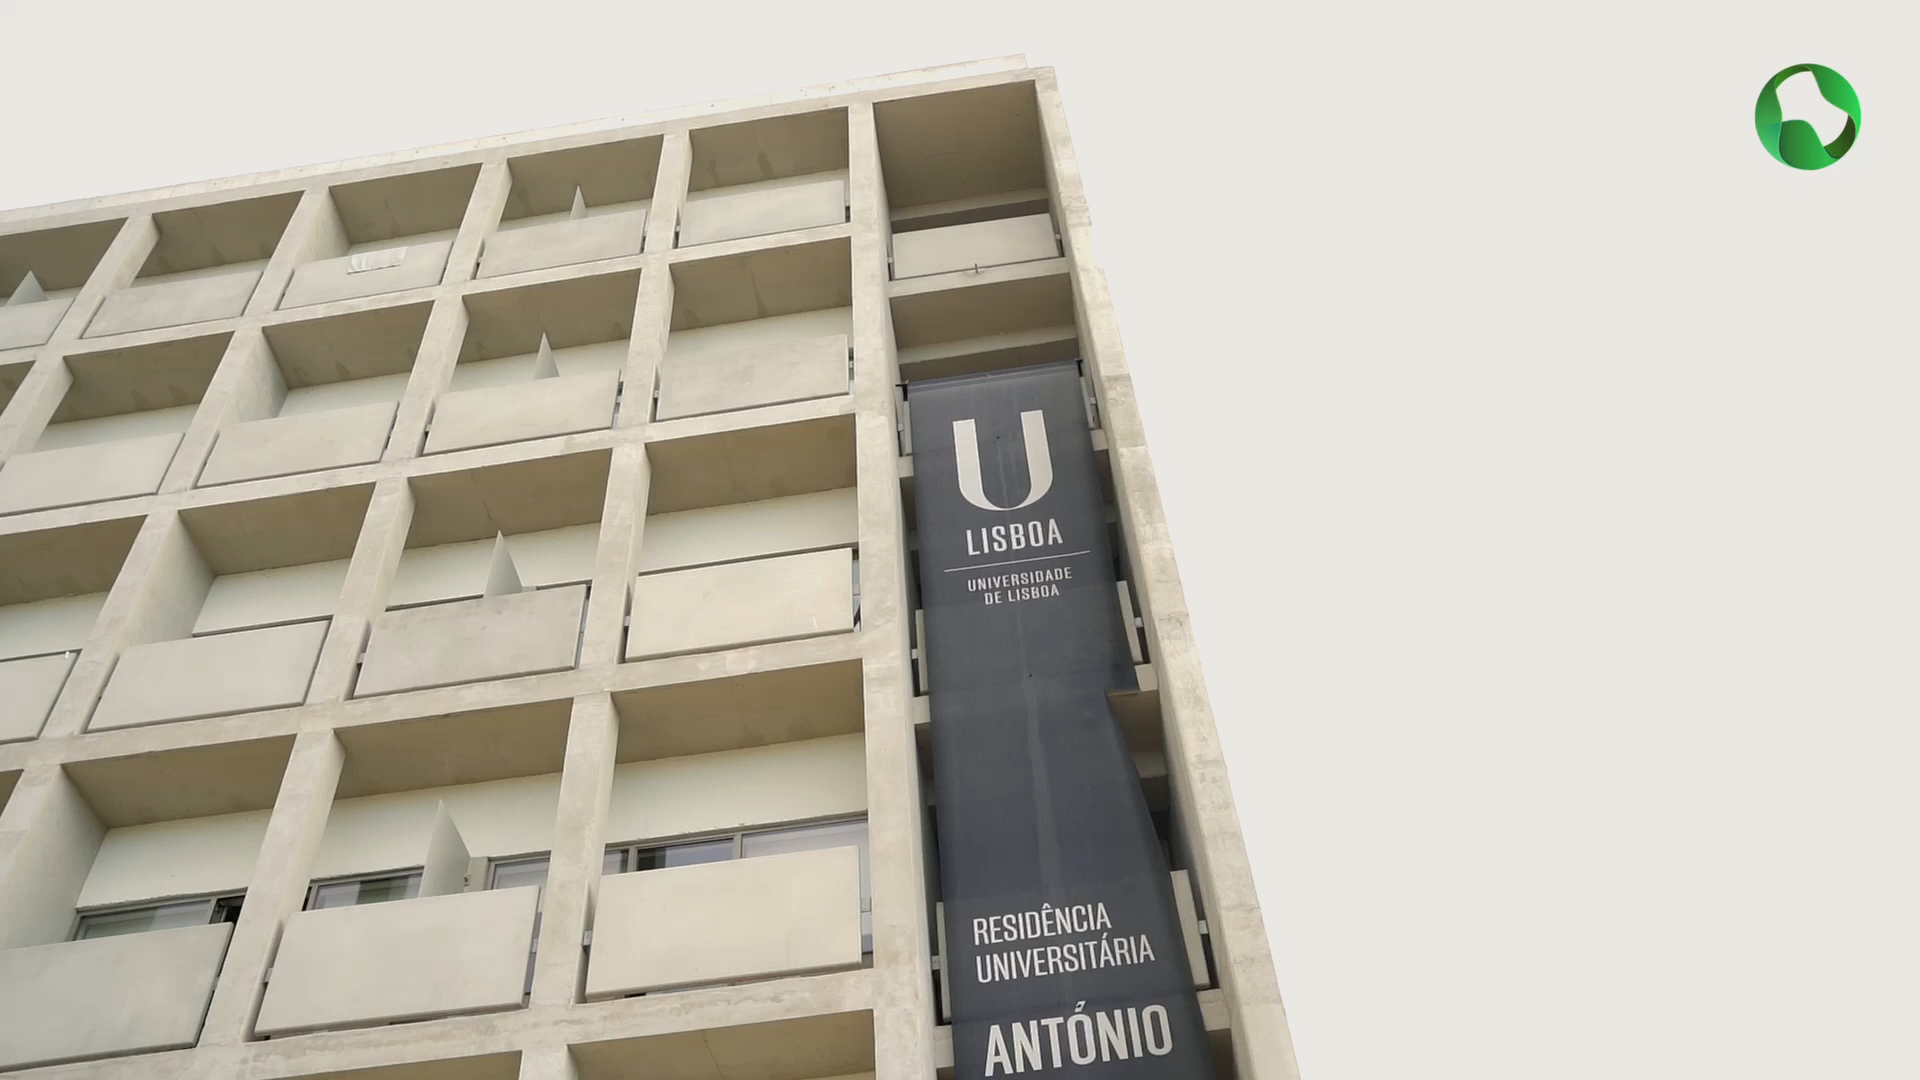 U
LISBOA
UNIVERSIDADE
DE LISBOA
RESIDÊNCIA
UNIVERSITÁRIA
ANTÓNIO